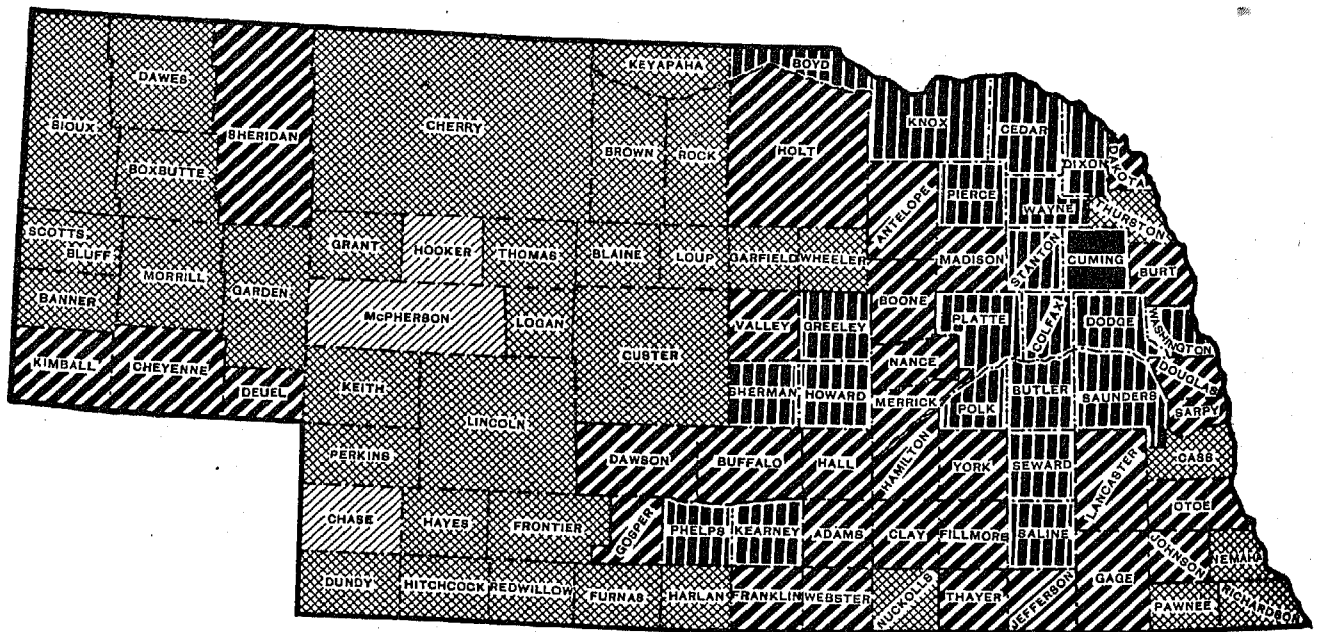 DAWES
SIOUX
SHERIDAN
BOXBUTTE
CHERRY
KEYAPAHA
BROWN
ROCK
BOYD
HOLT
KNOX
CEDAR
DIXON
DAKOTA
ANTELOPE
PIERCE
WAYNE
THURSTON
SCOTTS
BLUFF
MORRILL
BANNER
GARDEN
GRANT
HOOKER
THOMAS
BLAINE
LOUP
GARFIELD
WHEELER
MADISON
STANTON
CUMING
BURT
KIMBALL
CHEYENNE
DEUEL
McPHERSON
LOGAN
CUSTER
VALLEY
GREELEY
BOONE
PLATTE
COLFAX
DODGE
WASHINGTON
KEITH
LINCOLN
SHERMAN
HOWARD
NANCE
MERRICK
POLK
BUTLER
SAUNDERS
DOUGLAS
SARPY
PERKINS
DAWSON
BUFFALO
HALL
HAMILTON
YORK
SEWARD
LANCASTER
CASS
OTOE
CHASE
HAYES
FRONTIER
GOSPER
PHELPS
KEARNEY
ADAMS
CLAY
FILLMORE
SALINE
DUNDY
HITCHCOCK
REDWILLOW
FURNAS
HARLAN
FRANKLIN
WEBSTER
NUCKOLLS
THAYER
JEFFERSON
GAGE
JOHNSON
NEMAHA
PAWNEE
RICHARDSON